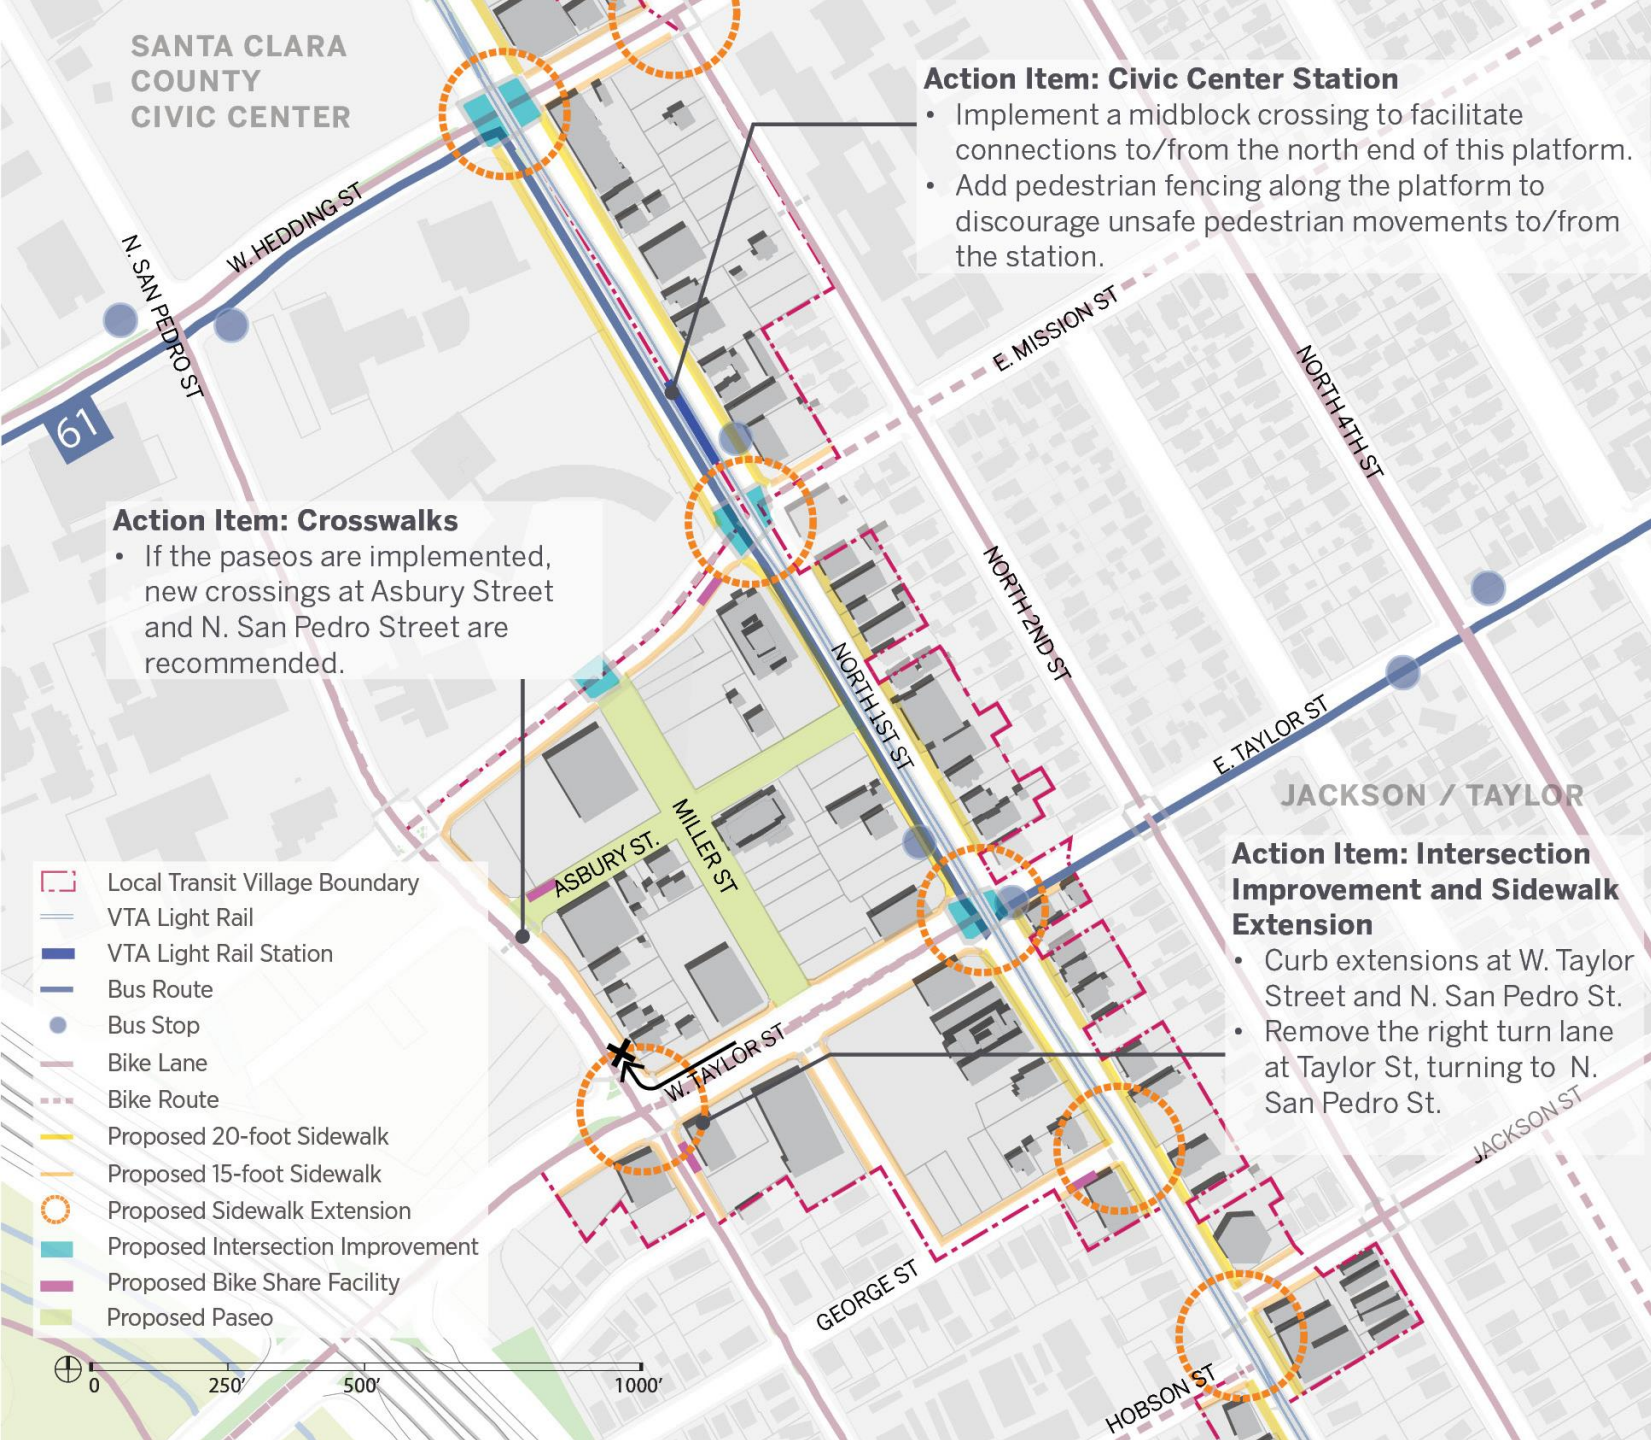 SANTA CLARA
COUNTY
CIVIC CENTER
Action Item: Civic Center Station
• Implement a midblock crossing to facilitate
connections to/from the north end of this platform.
• Add pedestrian fencing along the platform to
discourage unsafe pedestrian movements to/from
the station.
W. HEDDING ST
N. SAN PEDRO ST
61
E. MISSION ST
NORTH 4TH ST
Action Item: Crosswalks
• If the paseos are implemented,
new crossings at Asbury Street
and N. San Pedro Street are
recommended.
NORTH 2ND ST
NORTH 1ST ST
E. TAYLOR ST
JACKSON / TAYLOR
MILLER ST
ASBURY ST.
Action Item: Intersection
Improvement and Sidewalk
Extension
• Curb extensions at W. Taylor
Street and N. San Pedro St.
• Remove the right turn lane
at Taylor St, turning to N.
San Pedro St.
W. TAYLOR ST
JACKSON ST
GEORGE ST
HOBSON ST
Local Transit Village Boundary
VTA Light Rail
VTA Light Rail Station
Bus Route
Bus Stop
Bike Lane
Bike Route
Proposed 20-foot Sidewalk
Proposed 15-foot Sidewalk
Proposed Sidewalk Extension
Proposed Intersection Improvement
Proposed Bike Share Facility
Proposed Paseo
0 250' 500' 1000'